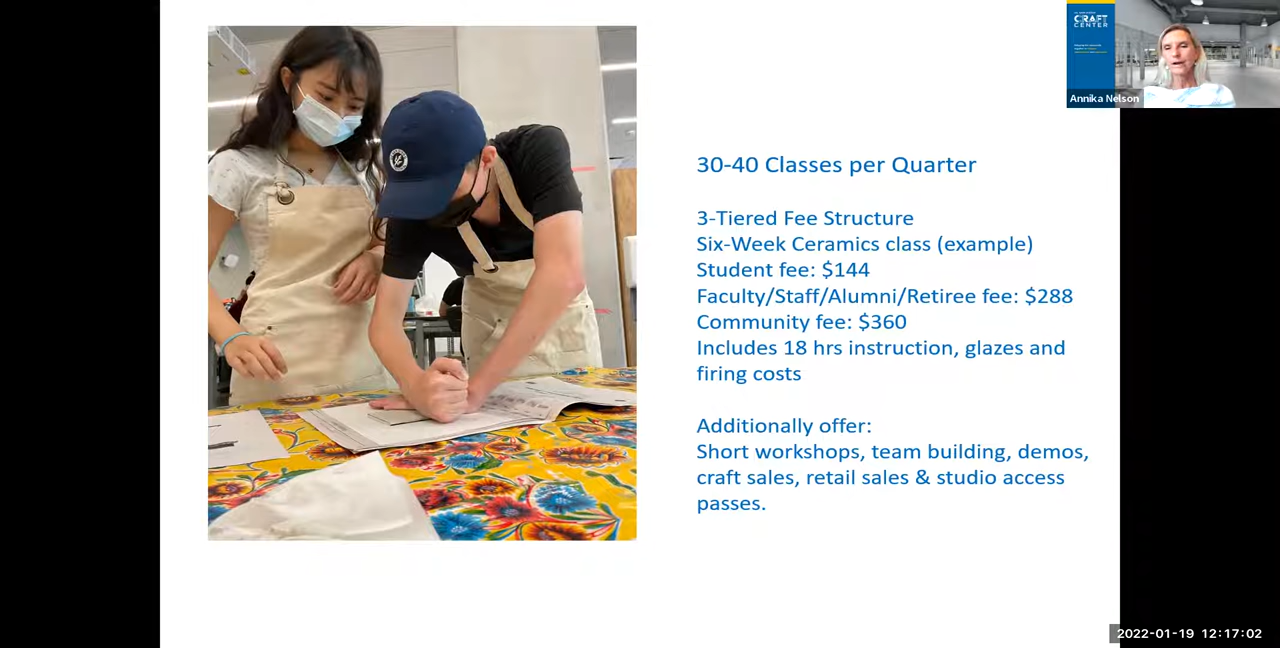 CRAFT
CENTER
Annika Nelson
30-40 Classes per Quarter
3-Tiered Fee Structure
Six-Week Ceramics class (example)
Student fee: $144
Faculty/Staff/Alumni/Retiree fee: $288
Community fee: $360
Includes 18 hrs instruction, glazes and
firing costs
Additionally offer:
Short workshops, team building, demos,
craft sales, retail sales & studio access
passes.
2022-01-19 12:17:02